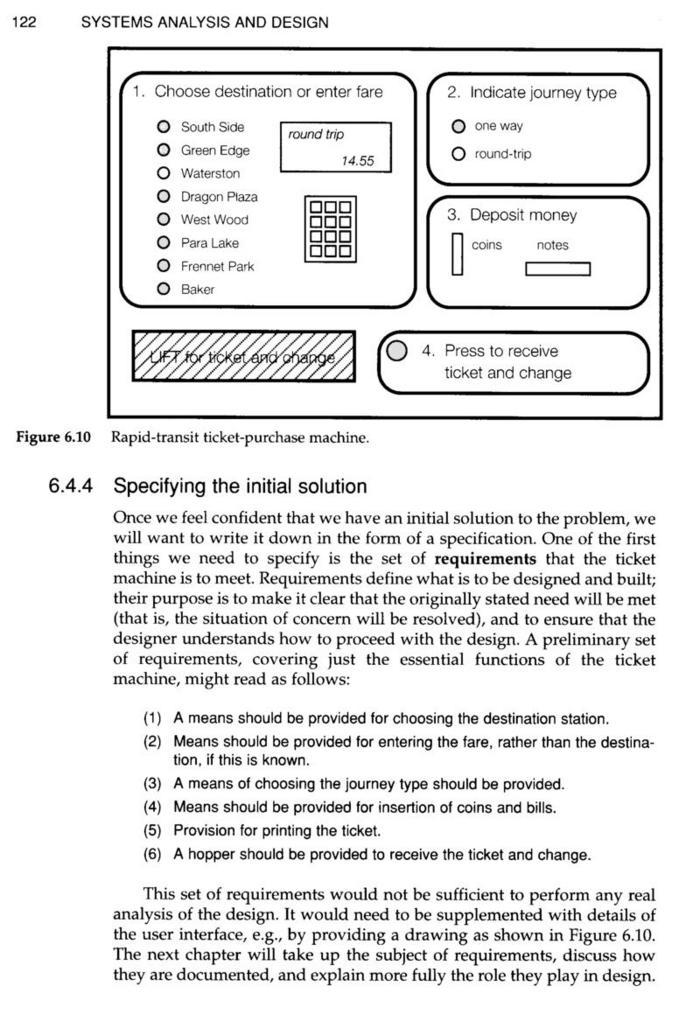 122 SYSTEMS ANALYSIS AND DESIGN
1. Choose destination or enter fare
South Side
Green Edge
Waterston
Dragon Plaza
West Wood
Para Lake
Frennet Park
Baker
round trip
14.55
2. Indicate journey type
one way
round-trip
3. Deposit money
coins notes
LIFT for ticket and change
4. Press to receive
ticket and change
Figure 6.10 Rapid-transit ticket-purchase machine.
6.4.4 Specifying the initial solution
Once we feel confident that we have an initial solution to the problem, we
will want to write it down in the form of a specification. One of the first
things we need to specify is the set of requirements that the ticket
machine is to meet. Requirements define what is to be designed and built;
their purpose is to make it clear that the originally stated need will be met
(that is, the situation of concern will be resolved), and to ensure that the
designer understands how to proceed with the design. A preliminary set
of requirements, covering just the essential functions of the ticket
machine, might read as follows:
(1) A means should be provided for choosing the destination station.
(2) Means should be provided for entering the fare, rather than the destina-
tion, if this is known.
(3) A means of choosing the journey type should be provided.
(4) Means should be provided for insertion of coins and bills.
(5) Provision for printing the ticket.
(6) A hopper should be provided to receive the ticket and change.
This set of requirements would not be sufficient to perform any real
analysis of the design. It would need to be supplemented with details of
the user interface, e.g., by providing a drawing as shown in Figure 6.10.
The next chapter will take up the subject of requirements, discuss how
they are documented, and explain more fully the role they play in design.